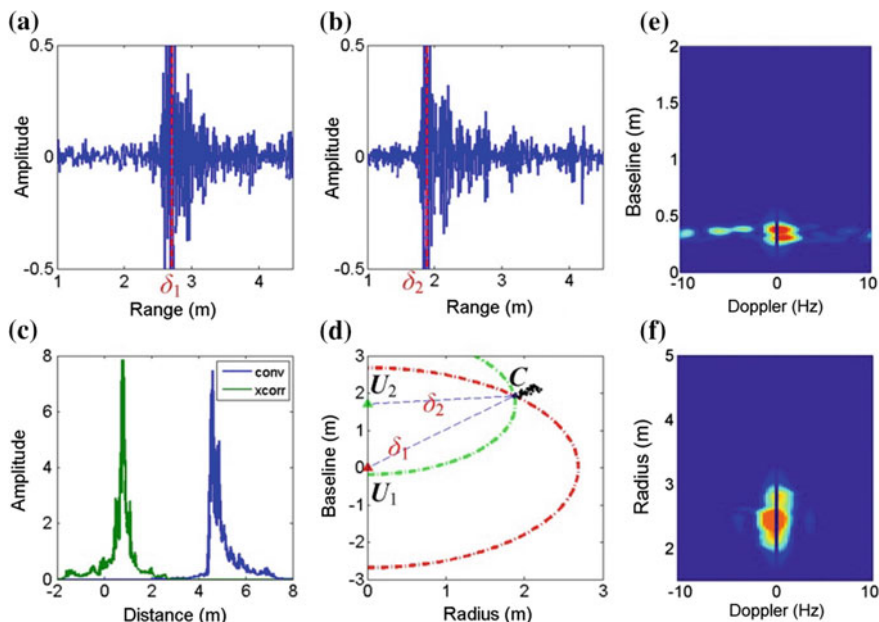 (a)
0.5
0
-0.5
1
2
3
4
δ1
Amplitude
Range (m)
(b)
0.5
0
-0.5
1
2
3
4
δ2
Amplitude
Range (m)
(e)
2
1.5
1
0.5
0
-10
0
10
Baseline (m)
Doppler (Hz)
(c)
8
6
4
2
0
-2
0
2
4
6
8
conv
xcorr
Amplitude
Distance (m)
(d)
3
2
1
0
-1
-2
-3
0
1
2
3
U2
C
δ2
δ1
U1
Baseline (m)
Radius (m)
(f)
5
4
3
2
-10
0
10
Radius (m)
Doppler (Hz)